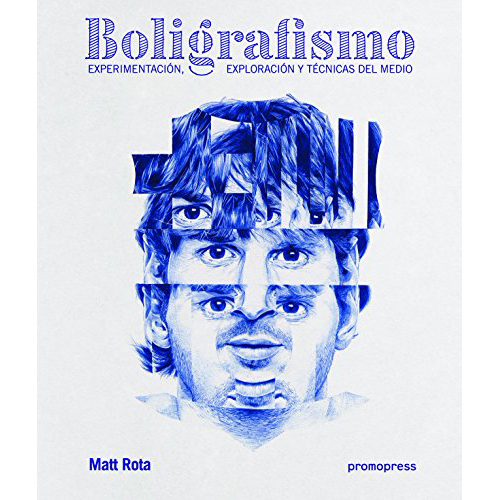 Boligrafismo
EXPERIMENTACIÓN, EXPLORACIÓN Y TÉCNICAS DEL MEDIO
Matt Rota
promopress